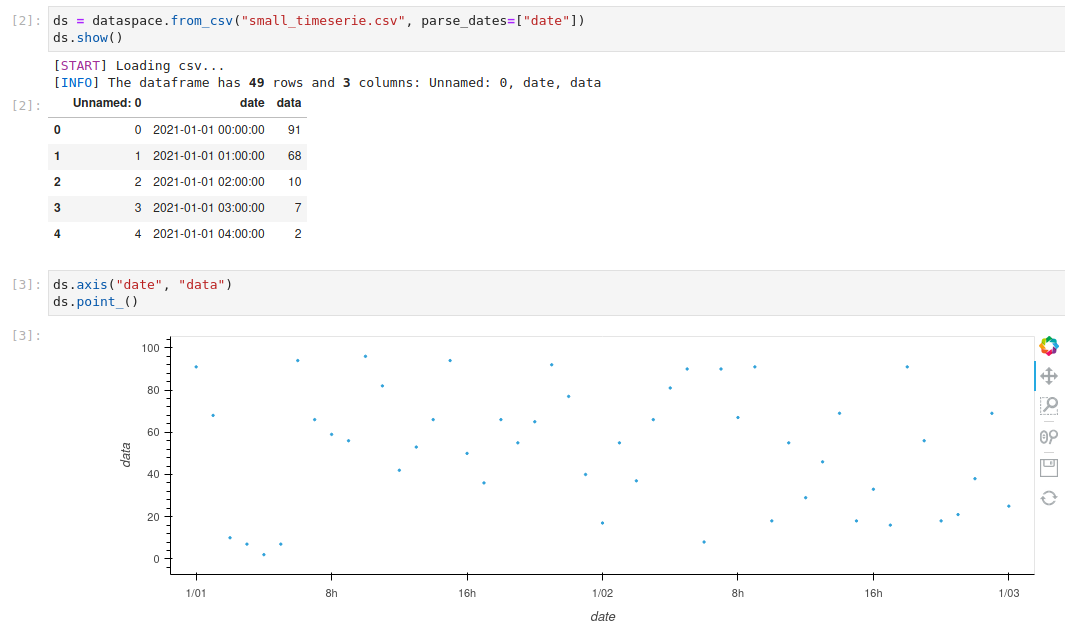 [2]: ds = dataspace.from_csv("small_timeserie.csv", parse_dates=["date"])
ds.show()
[START] Loading csv...
[INFO] The dataframe has 49 rows and 3 columns: Unnamed: 0, date, data
[2]: Unnamed: 0 date data
0 0 2021-01-01 00:00:00 91
1 1 2021-01-01 01:00:00 68
2 2 2021-01-01 02:00:00 10
3 3 2021-01-01 03:00:00 7
4 4 2021-01-01 04:00:00 2
[3]: ds.axis("date", "data")
ds.point_()
[3]:
100
80
60
40
20
0
data
1/01 8h 16h 1/02 8h 16h 1/03
date